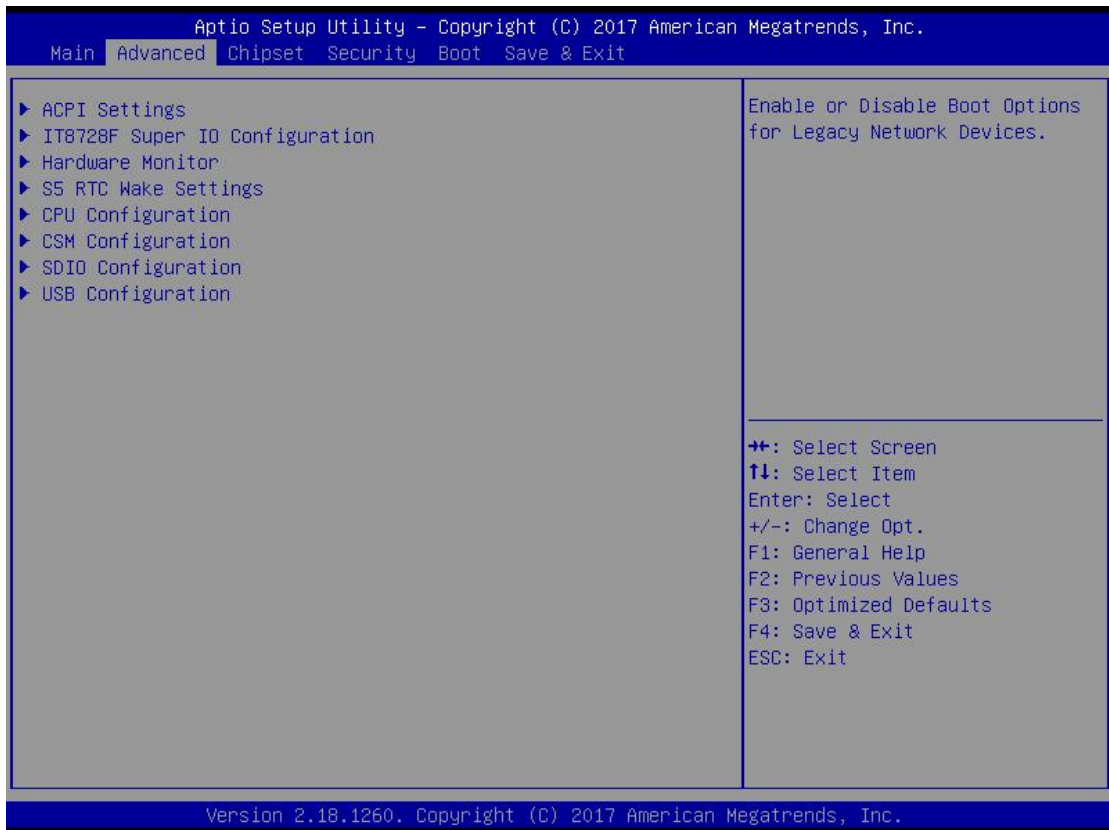 Aptio Setup Utility – Copyright (C) 2017 American Megatrends, Inc.
Main Advanced Chipset Security Boot Save & Exit
▶ ACPI Settings
▶ IT8728F Super IO Configuration
▶ Hardware Monitor
▶ S5 RTC Wake Settings
▶ CPU Configuration
▶ CSM Configuration
▶ SDIO Configuration
▶ USB Configuration
Enable or Disable Boot Options
for Legacy Network Devices.
→←: Select Screen
↑↓: Select Item
Enter: Select
+/-: Change Opt.
F1: General Help
F2: Previous Values
F3: Optimized Defaults
F4: Save & Exit
ESC: Exit
Version 2.18.1260. Copyright (C) 2017 American Megatrends, Inc.